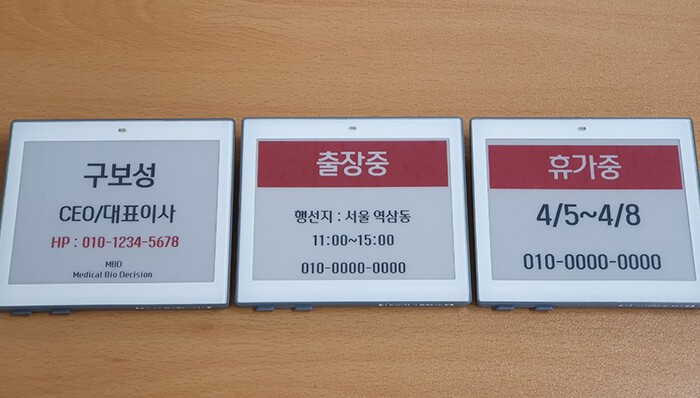 구보성
CEO/대표이사
HP : 010-1234-5678
MBD
Medical Bio Decision
출장중
행선지 : 서울 역삼동
11:00~15:00
010-0000-0000
휴가중
4/5~4/8
010-0000-0000